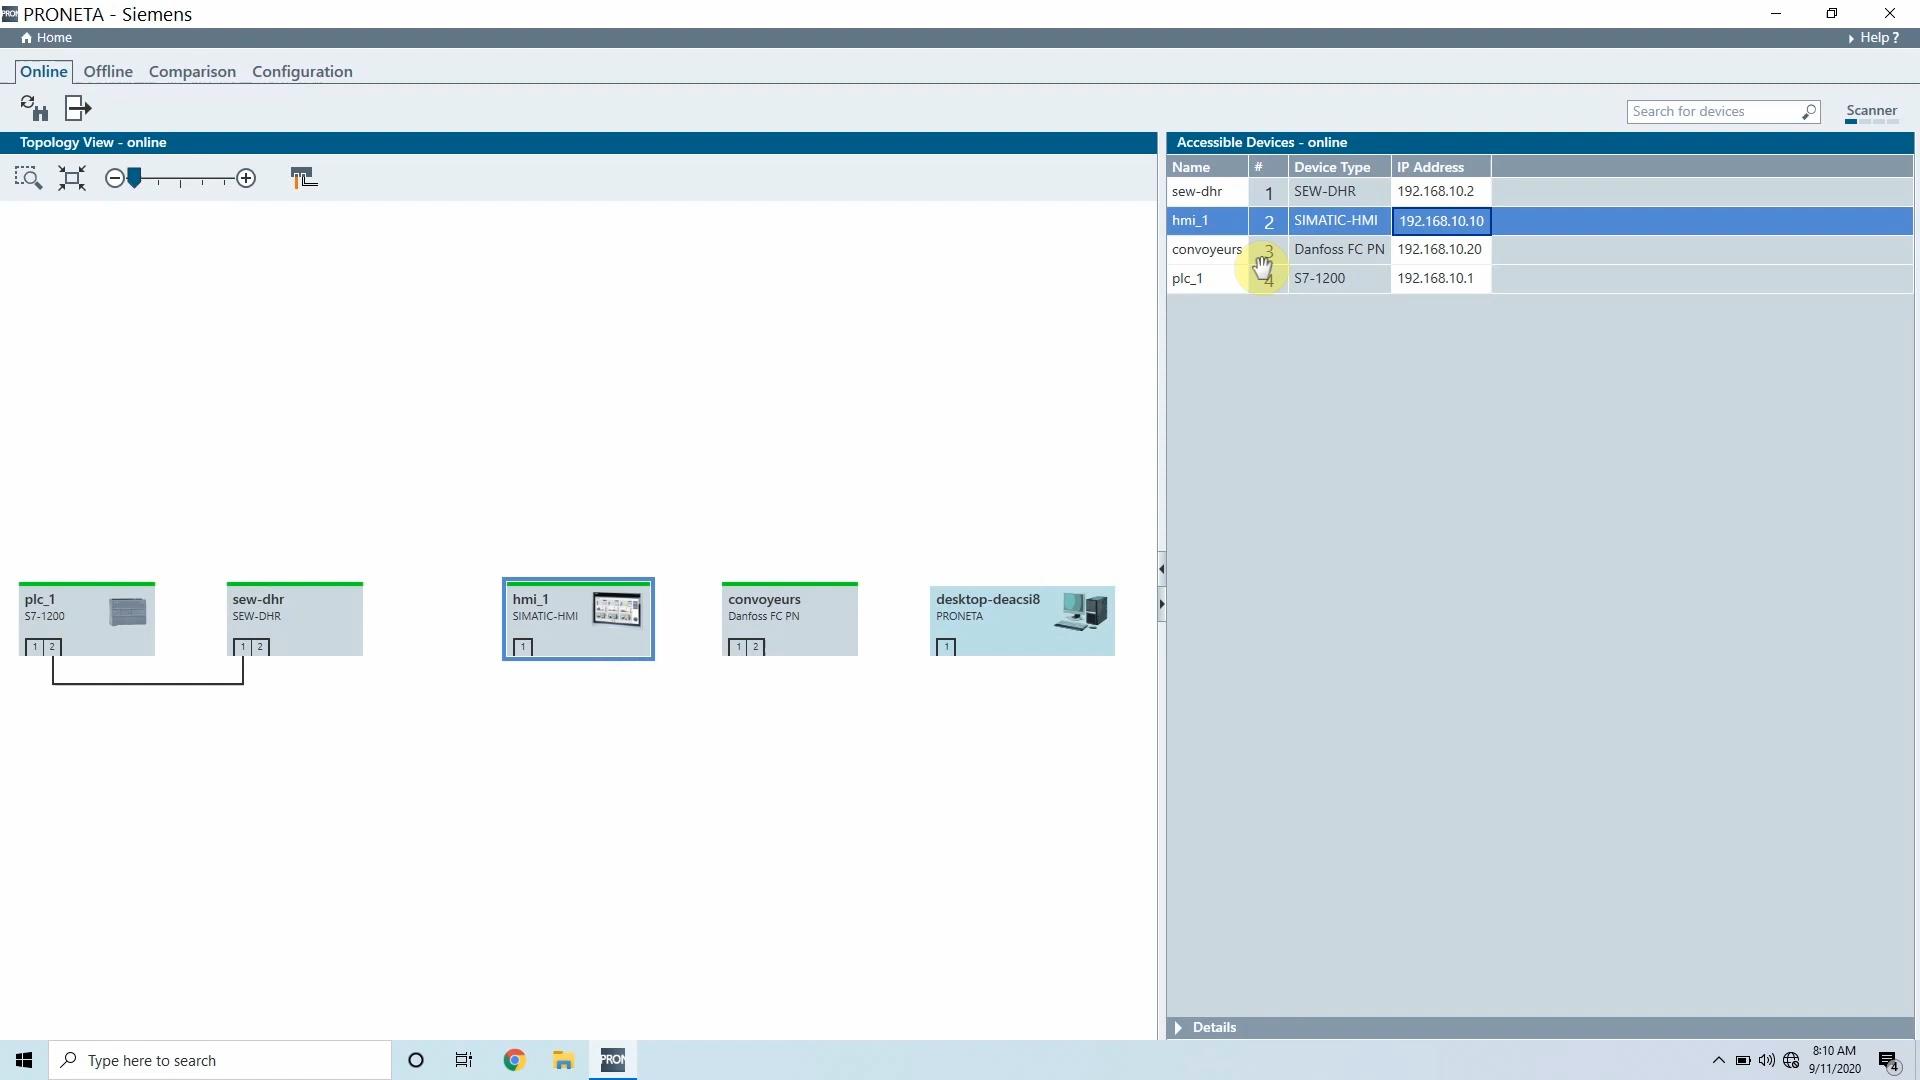 PRONETA - Siemens
Home
Help ?
Online Offline Comparison Configuration
Search for devices
Scanner
Topology View - online
Accessible Devices - online
Name # Device Type IP Address
sew-dhr 1 SEW-DHR 192.168.10.2
hmi_1 2 SIMATIC-HMI 192.168.10.10
convoyeurs 3 Danfoss FC PN 192.168.10.20
plc_1 4 S7-1200 192.168.10.1
plc_1
S7-1200
1 2
sew-dhr
SEW-DHR
1 2
hmi_1
SIMATIC-HMI
1
convoyeurs
Danfoss FC PN
1 2
desktop-deacsi8
PRONETA
1
Details
Type here to search
PRON
8:10 AM
9/11/2020
4